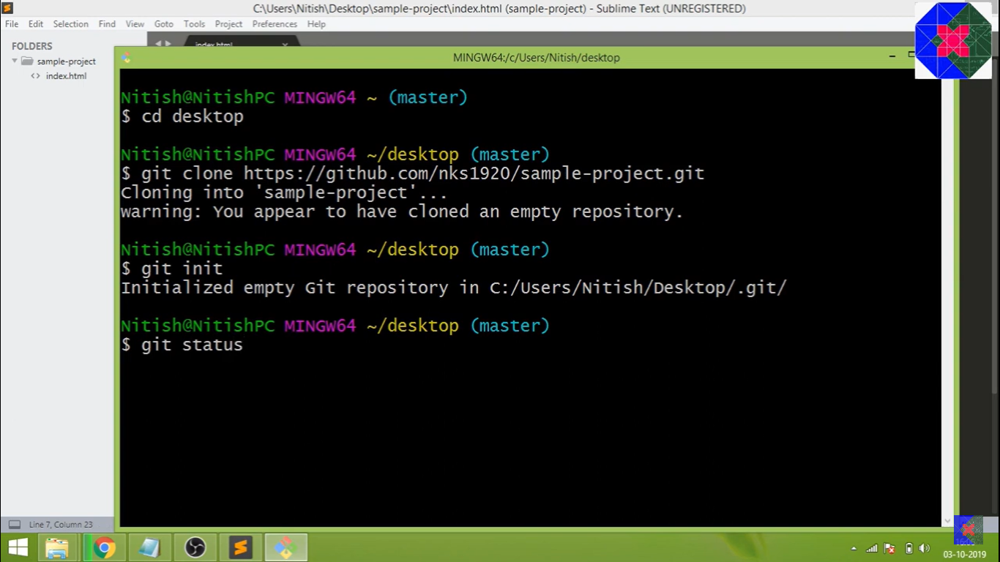 C:\Users\Nitish\Desktop\sample-project\index.html (sample-project) - Sublime Text (UNREGISTERED)
File Edit Selection Find View Goto Tools Project Preferences Help
FOLDERS
sample-project
index.html
index.html
MINGW64:/c/Users/Nitish/desktop
Nitish@NitishPC MINGW64 ~ (master)
$ cd desktop
Nitish@NitishPC MINGW64 ~/desktop (master)
$ git clone https://github.com/nks1920/sample-project.git
Cloning into 'sample-project'...
warning: You appear to have cloned an empty repository.
Nitish@NitishPC MINGW64 ~/desktop (master)
$ git init
Initialized empty Git repository in C:/Users/Nitish/Desktop/.git/
Nitish@NitishPC MINGW64 ~/desktop (master)
$ git status
Line 7, Column 23
16:06
03-10-2019